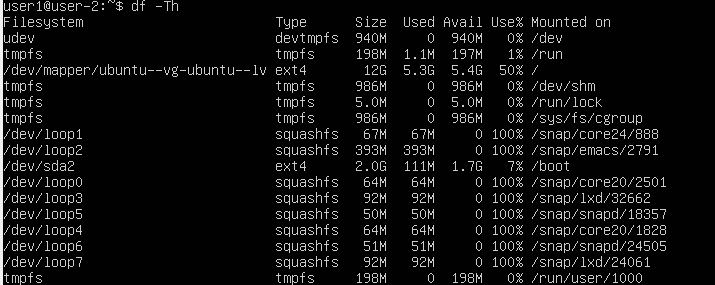 user1@user-2:~$ df -Th
Filesystem                        Type      Size  Used Avail Use% Mounted on
udev                              devtmpfs  940M     0  940M   0% /dev
tmpfs                             tmpfs     198M  1.1M  197M   1% /run
/dev/mapper/ubuntu--vg-ubuntu--lv ext4       12G  5.3G  5.4G  50% /
tmpfs                             tmpfs     986M     0  986M   0% /dev/shm
tmpfs                             tmpfs     5.0M     0  5.0M   0% /run/lock
tmpfs                             tmpfs     986M     0  986M   0% /sys/fs/cgroup
/dev/loop1                        squashfs   67M   67M     0 100% /snap/core24/888
/dev/loop2                        squashfs  393M  393M     0 100% /snap/emacs/2791
/dev/sda2                         ext4      2.0G  111M  1.7G   7% /boot
/dev/loop0                        squashfs   64M   64M     0 100% /snap/core20/2501
/dev/loop3                        squashfs   92M   92M     0 100% /snap/lxd/32662
/dev/loop5                        squashfs   50M   50M     0 100% /snap/snapd/18357
/dev/loop4                        squashfs   64M   64M     0 100% /snap/core20/1828
/dev/loop6                        squashfs   51M   51M     0 100% /snap/snapd/24505
/dev/loop7                        squashfs   92M   92M     0 100% /snap/lxd/24061
tmpfs                             tmpfs     198M     0  198M   0% /run/user/1000